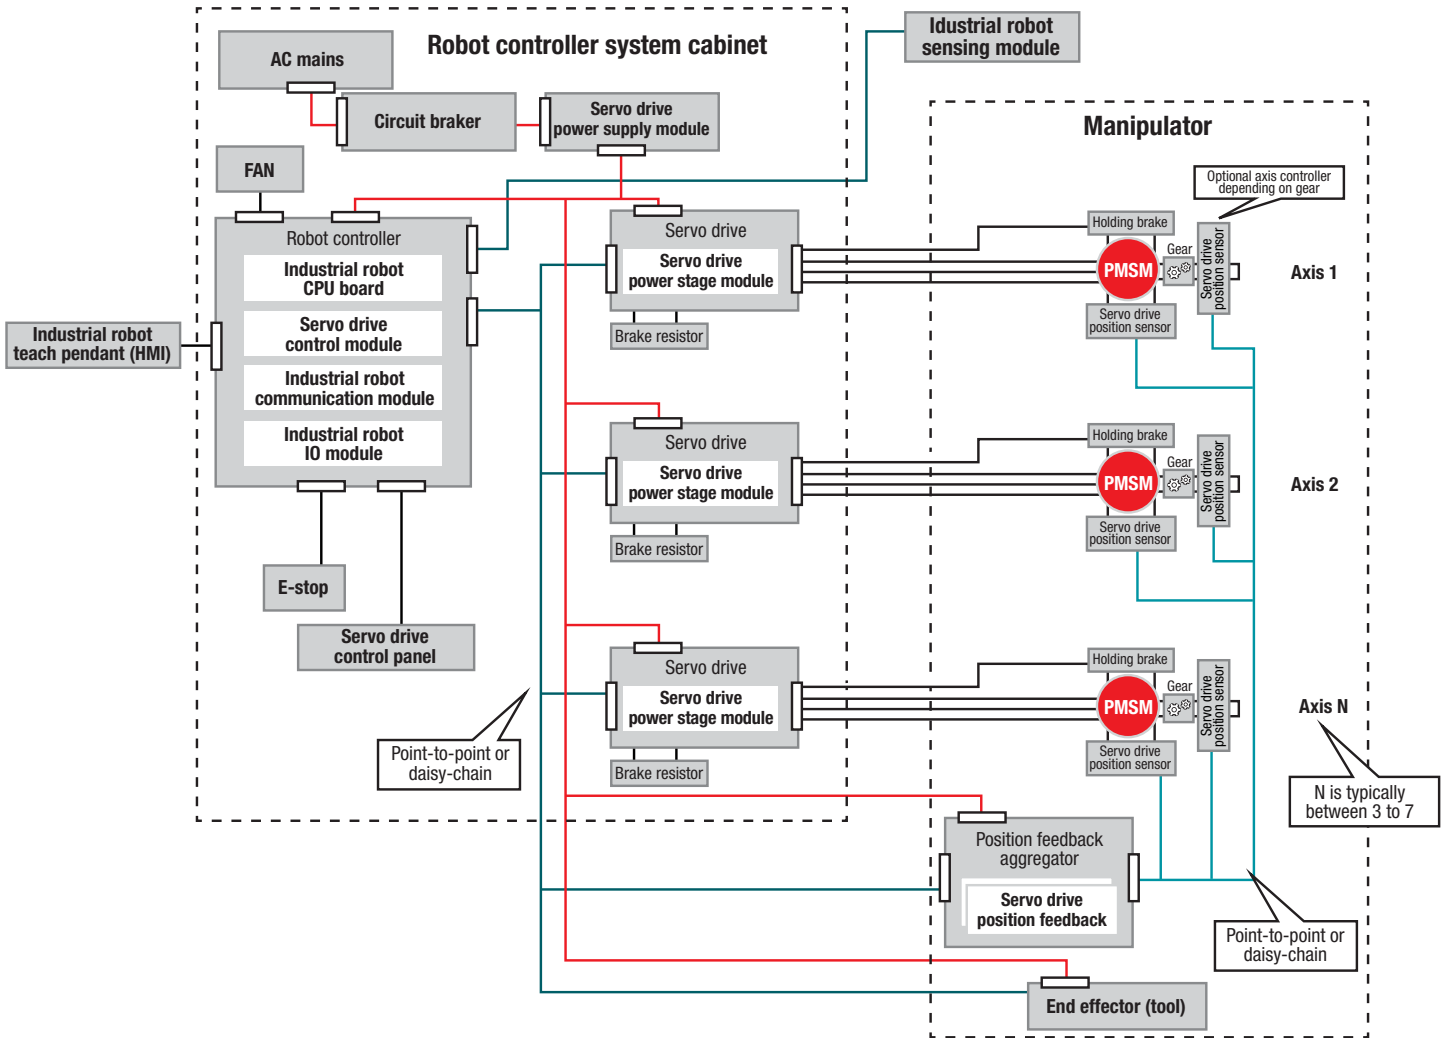 Robot controller system cabinet
AC mains
Circuit braker
Servo drive
power supply module
Idustrial robot
sensing module
FAN
Robot controller
Industrial robot
CPU board
Servo drive
control module
Industrial robot
communication module
Industrial robot
IO module
Industrial robot
teach pendant (HMI)
E-stop
Servo drive
control panel
Servo drive
Servo drive
power stage module
Brake resistor
Servo drive
Servo drive
power stage module
Brake resistor
Servo drive
Servo drive
power stage module
Brake resistor
Point-to-point or
daisy-chain
Manipulator
Optional axis controller
depending on gear
Holding brake
PMSM
Gear
Servo drive
position sensor
Servo drive
position sensor
Axis 1
Holding brake
PMSM
Gear
Servo drive
position sensor
Servo drive
position sensor
Axis 2
Holding brake
PMSM
Gear
Servo drive
position sensor
Servo drive
position sensor
Axis N
N is typically
between 3 to 7
Position feedback
aggregator
Servo drive
position feedback
Point-to-point or
daisy-chain
End effector (tool)